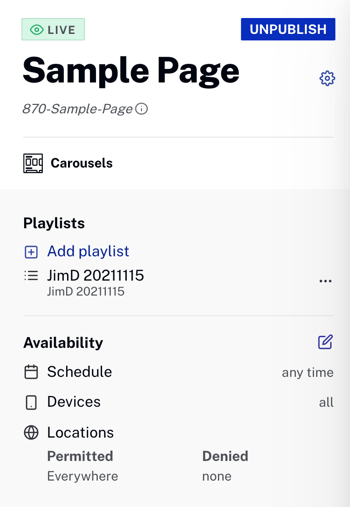 LIVE
UNPUBLISH
Sample Page
870-Sample-Page
Carousels
Playlists
Add playlist
JimD 20211115
JimD 20211115
Availability
Schedule any time
Devices all
Locations
Permitted Denied
Everywhere none